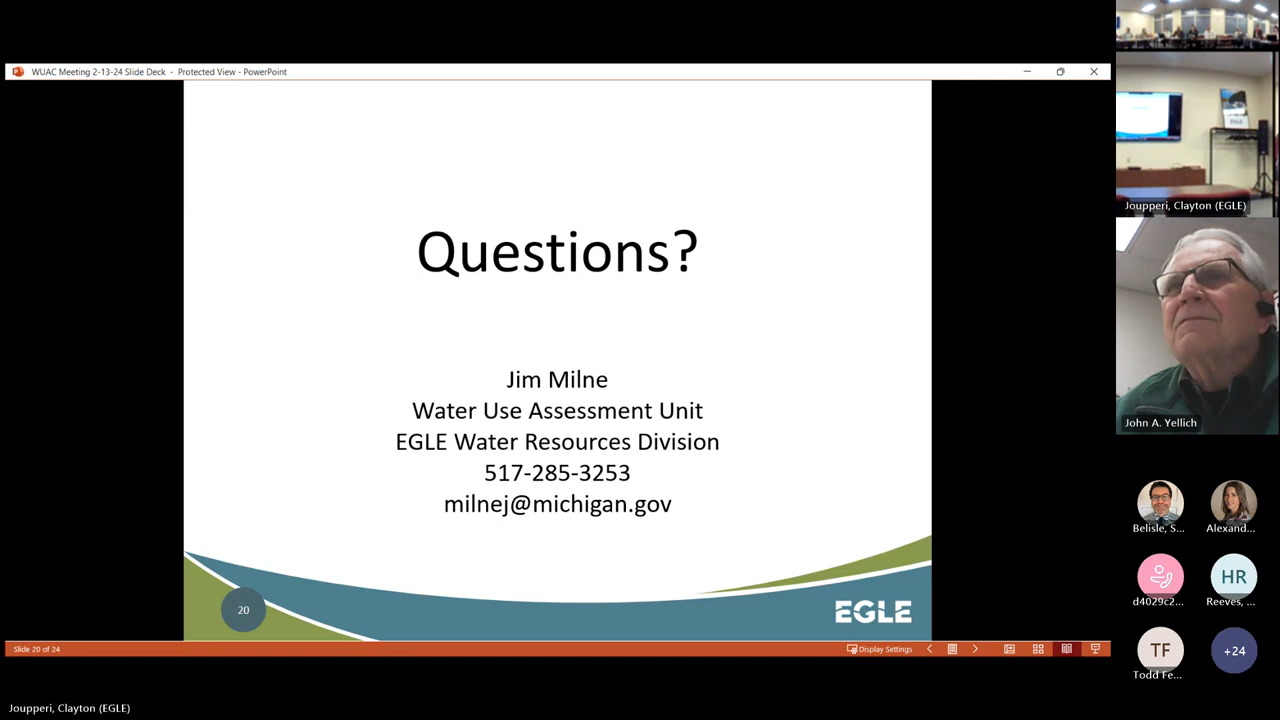 WUAC Meeting 2-13-24 Slide Deck - Protected View - PowerPoint
Questions?
Jim Milne
Water Use Assessment Unit
EGLE Water Resources Division
517-285-3253
milnej@michigan.gov
20
EGLE
Slide 20 of 24
Display Settings
Joupperi, Clayton (EGLE)
Joupperi, Clayton (EGLE)
John A. Yellich
Belisle, S...
Alexand...
d4029c2...
HR
Reeves, ...
TF
Todd Fe...
+24